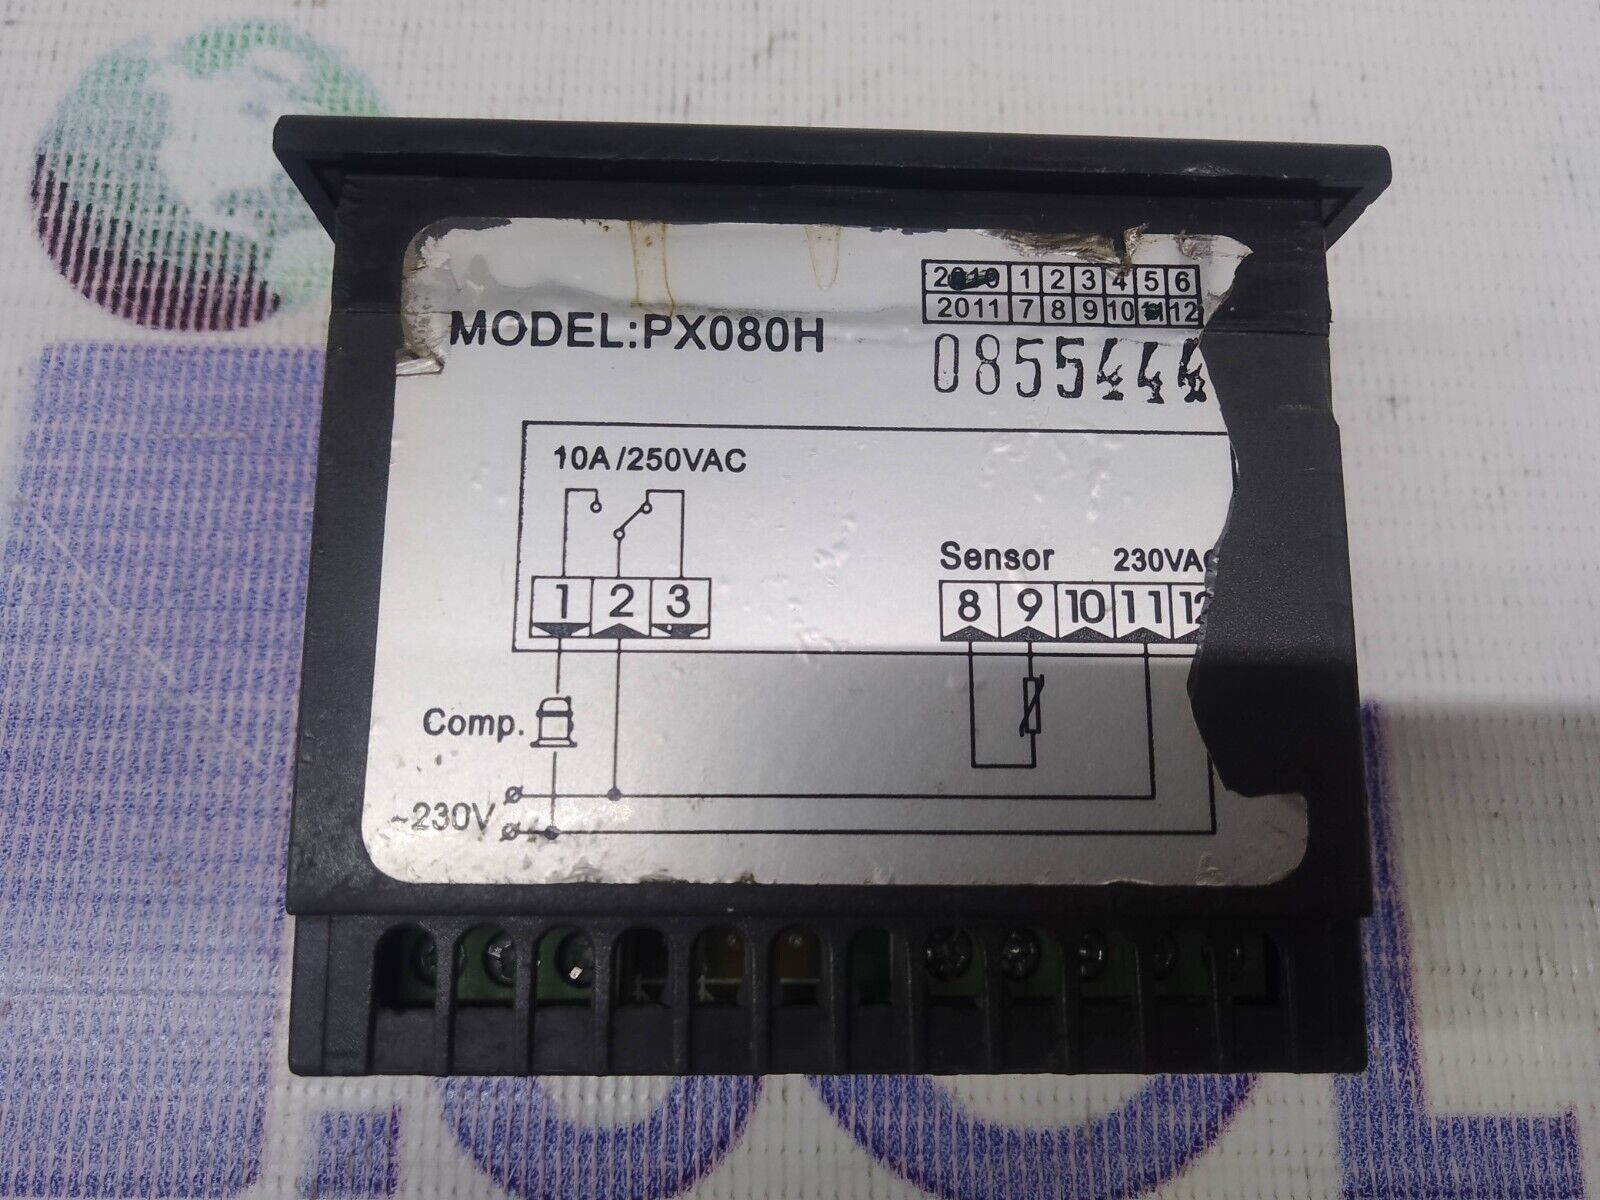 2010 1 2 3 4 5 6
2011 7 8 9 10 11 12
MODEL:PX080H
0855444
10A/250VAC
Sensor 230VAC
1 2 3 8 9 10 11 12
Comp.
~230V